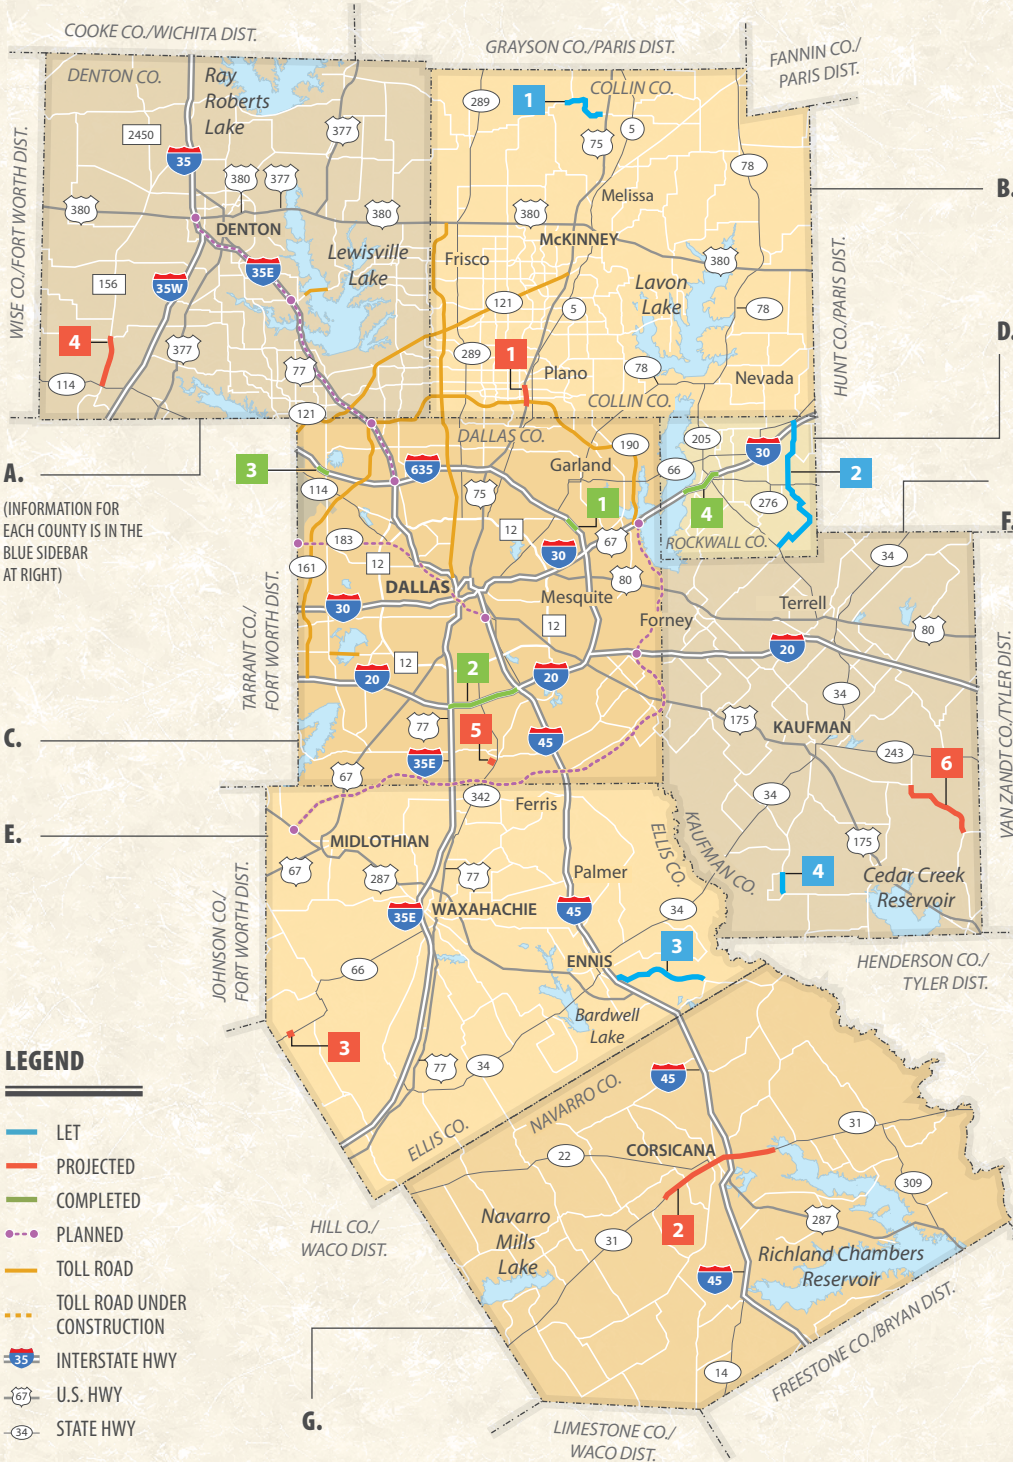 COOKE CO./WICHITA DIST.
GRAYSON CO./PARIS DIST.
FANNIN CO./
PARIS DIST.
DENTON CO.
Ray
Roberts
Lake
COLLIN CO.
289
1
5
75
2450
377
35
78
380
377
380
380
Melissa
380
B.
DENTON
McKINNEY
WISE CO./FORT WORTH DIST.
Frisco
Lewisville
Lake
380
35E
156
35W
Lavon
Lake
121
5
78
HUNT CO./PARIS DIST.
D.
4
377
289
1
77
Plano
78
Nevada
114
COLLIN CO.
121
DALLAS CO.
190
205
30
A.
(INFORMATION FOR
EACH COUNTY IS IN THE
BLUE SIDEBAR
AT RIGHT)
3
635
Garland
66
2
114
75
1
4
276
12
67
F.
183
30
ROCKWALL CO.
34
161
12
80
DALLAS
Mesquite
Terrell
30
12
Forney
80
TARRANT CO./
FORT WORTH DIST.
20
12
2
20
20
34
VAN ZANDT CO./TYLER DIST.
C.
77
5
45
175
KAUFMAN
35E
243
6
67
342
Ferris
34
E.
MIDLOTHIAN
ELLIS CO.
KAUFMAN CO.
175
67
287
77
Palmer
4
Cedar Creek
Reservoir
35E
WAXAHACHIE
45
34
JOHNSON CO./
FORT WORTH DIST.
3
66
ENNIS
HENDERSON CO./
TYLER DIST.
Bardwell
Lake
3
77
34
45
LEGEND
LET
PROJECTED
COMPLETED
PLANNED
TOLL ROAD
TOLL ROAD UNDER
CONSTRUCTION
35
INTERSTATE HWY
67
U.S. HWY
34
STATE HWY
ELLIS CO.
NAVARRO CO.
31
22
CORSICANA
309
HILL CO./
WACO DIST.
Navarro
Mills
Lake
2
287
31
Richland Chambers
Reservoir
45
FREESTONE CO./BRYAN DIST.
14
G.
LIMESTONE CO./
WACO DIST.